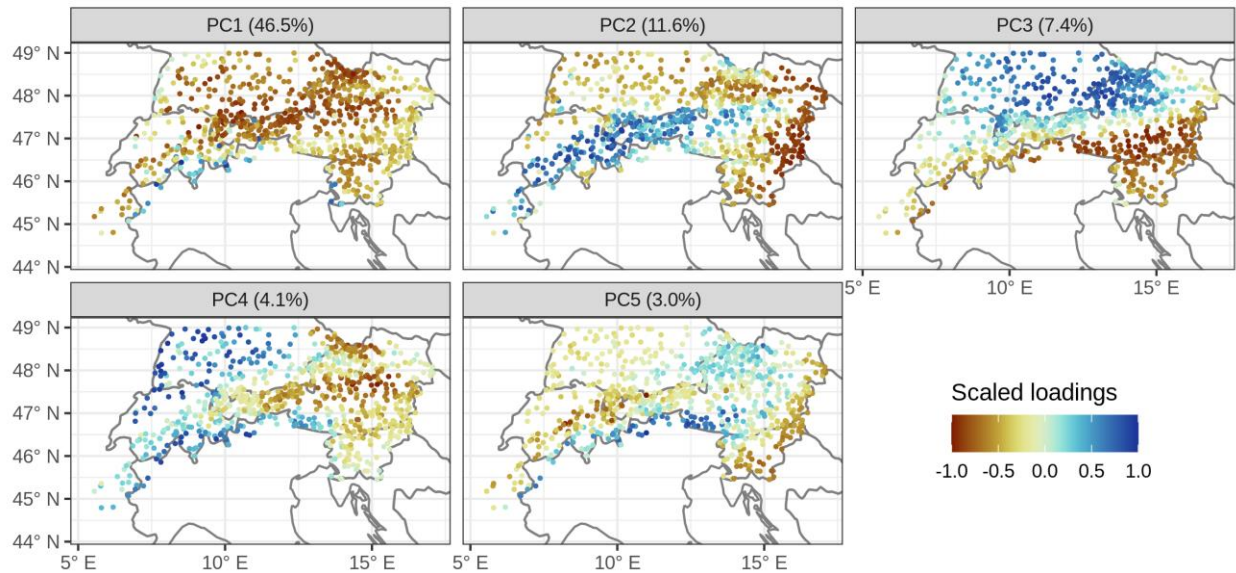 PC1 (46.5%)
PC2 (11.6%)
PC3 (7.4%)
49° N
48° N
47° N
46° N
45° N
44° N
5° E
10° E
15° E
PC4 (4.1%)
PC5 (3.0%)
49° N
48° N
47° N
46° N
45° N
44° N
5° E
10° E
15° E
5° E
10° E
15° E
Scaled loadings
-1.0 -0.5 0.0 0.5 1.0